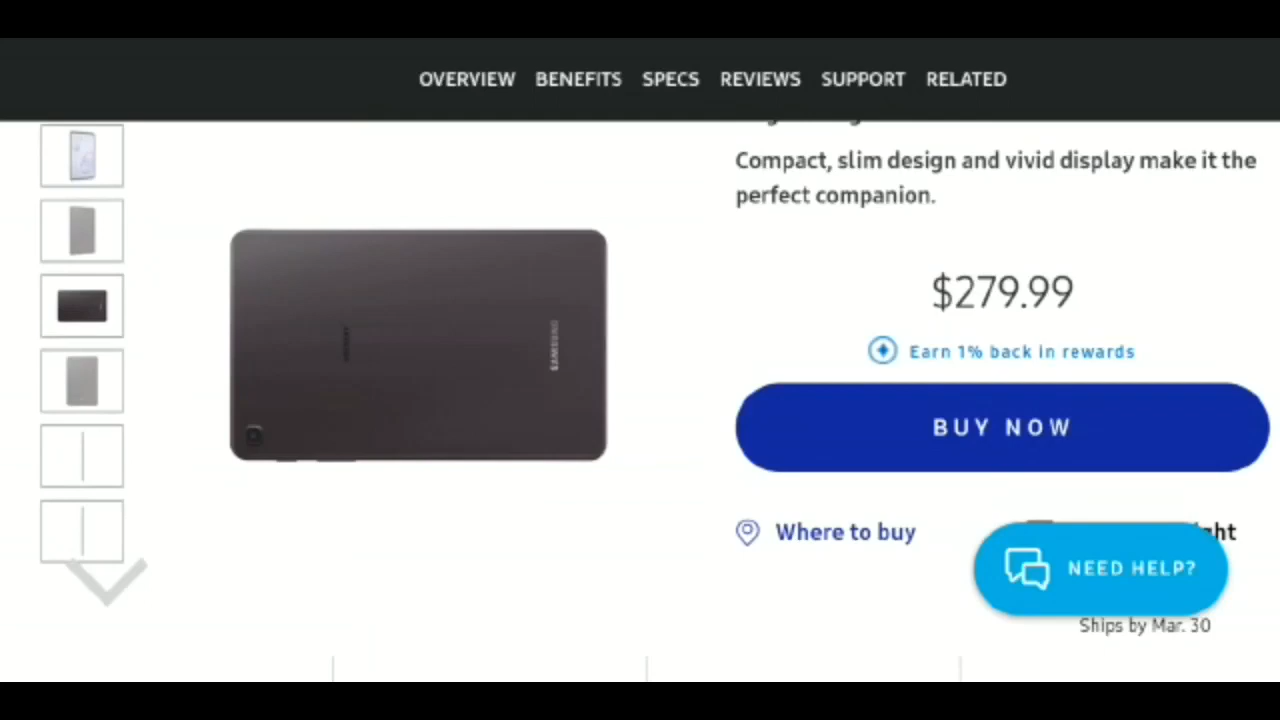 OVERVIEW BENEFITS SPECS REVIEWS SUPPORT RELATED
Compact, slim design and vivid display make it the
perfect companion.
$279.99
Earn 1% back in rewards
BUY NOW
SAMSUNG
Where to buy
NEED HELP?
Ships by Mar. 30